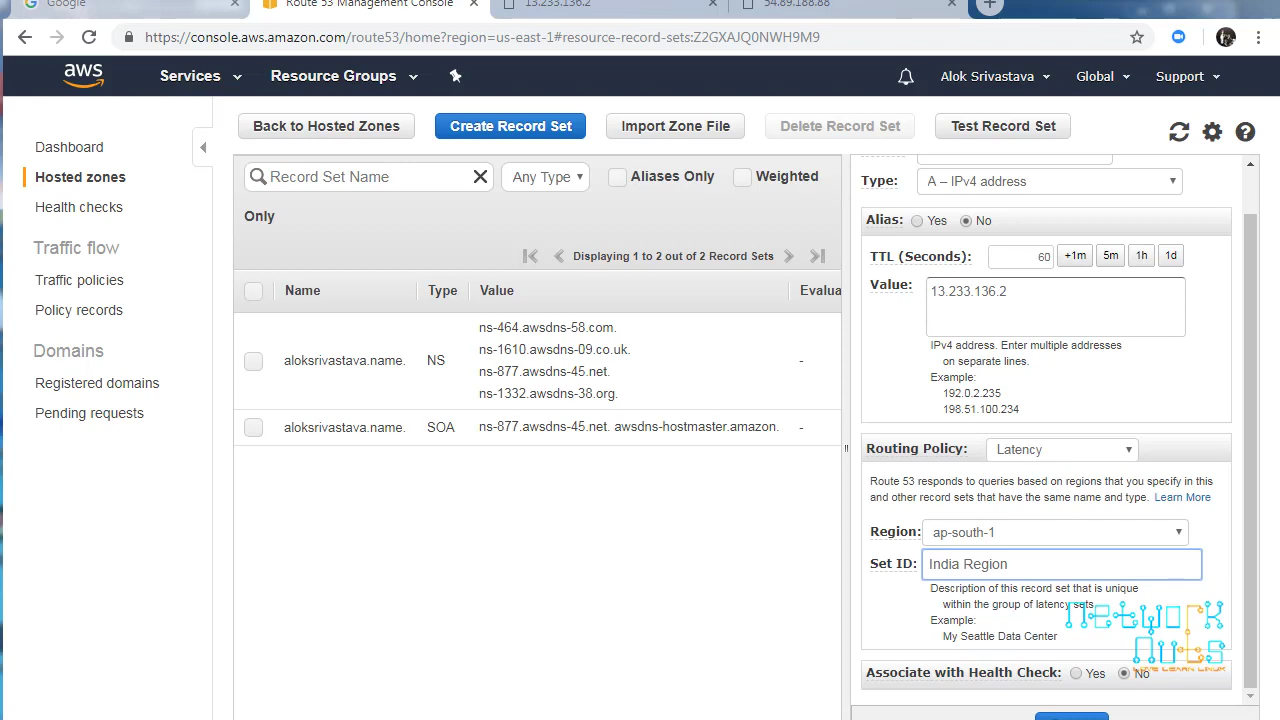 Google
Route 53 Management Console
13.233.136.2
54.89.188.88
https://console.aws.amazon.com/route53/home?region=us-east-1#resource-record-sets:Z2GXAJQ0NWH9M9
aws
Services
Resource Groups
Alok Srivastava
Global
Support
Dashboard
Hosted zones
Health checks
Traffic flow
Traffic policies
Policy records
Domains
Registered domains
Pending requests
Back to Hosted Zones
Create Record Set
Import Zone File
Delete Record Set
Test Record Set
Record Set Name
Any Type
Aliases Only
Weighted
Only
Displaying 1 to 2 out of 2 Record Sets
Name Type Value Evalua
aloksrivastava.name. NS
ns-464.awsdns-58.com.
ns-1610.awsdns-09.co.uk.
ns-877.awsdns-45.net.
ns-1332.awsdns-38.org.
-
aloksrivastava.name. SOA ns-877.awsdns-45.net. awsdns-hostmaster.amazon. -
Type: A – IPv4 address
Alias: Yes No
TTL (Seconds): 60 +1m 5m 1h 1d
Value: 13.233.136.2
IPv4 address. Enter multiple addresses
on separate lines.
Example:
192.0.2.235
198.51.100.234
Routing Policy: Latency
Route 53 responds to queries based on regions that you specify in this
and other record sets that have the same name and type. Learn More
Region: ap-south-1
Set ID: India Region
Description of this record set that is unique
within the group of latency sets
Example:
My Seattle Data Center
Network
Nuts
Associate with Health Check: Yes No